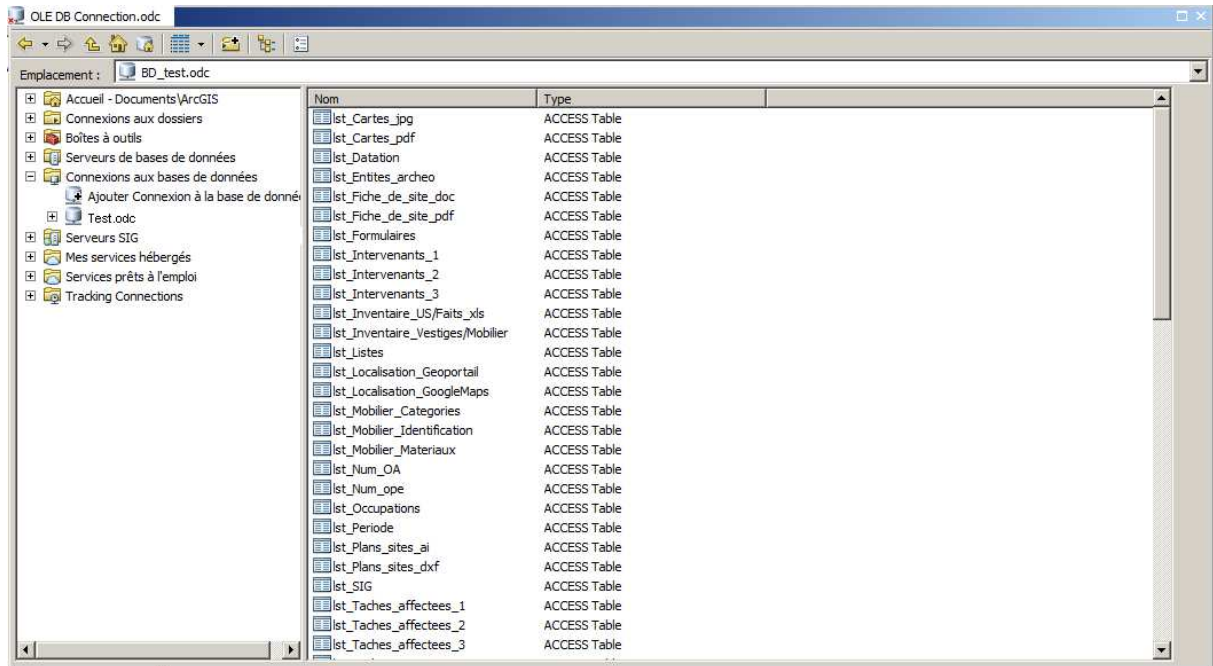 OLE DB Connection.odc
Emplacement : BD_test.odc
Accueil - Documents\ArcGIS
Connexions aux dossiers
Boîtes à outils
Serveurs de bases de données
Connexions aux bases de données
Ajouter Connexion à la base de donné
Test.odc
Serveurs SIG
Mes services hébergés
Services prêts à l'emploi
Tracking Connections
Nom Type
lst_Cartes_jpg ACCESS Table
lst_Cartes_pdf ACCESS Table
lst_Datation ACCESS Table
lst_Entites_archeo ACCESS Table
lst_Fiche_de_site_doc ACCESS Table
lst_Fiche_de_site_pdf ACCESS Table
lst_Formulaires ACCESS Table
lst_Intervenants_1 ACCESS Table
lst_Intervenants_2 ACCESS Table
lst_Intervenants_3 ACCESS Table
lst_Inventaire_US/Faits_xls ACCESS Table
lst_Inventaire_Vestiges/Mobilier ACCESS Table
lst_Listes ACCESS Table
lst_Localisation_Geoportail ACCESS Table
lst_Localisation_GoogleMaps ACCESS Table
lst_Mobilier_Categories ACCESS Table
lst_Mobilier_Identification ACCESS Table
lst_Mobilier_Materiaux ACCESS Table
lst_Num_OA ACCESS Table
lst_Num_ope ACCESS Table
lst_Occupations ACCESS Table
lst_Periode ACCESS Table
lst_Plans_sites_ai ACCESS Table
lst_Plans_sites_dxf ACCESS Table
lst_SIG ACCESS Table
lst_Taches_affectees_1 ACCESS Table
lst_Taches_affectees_2 ACCESS Table
lst_Taches_affectees_3 ACCESS Table